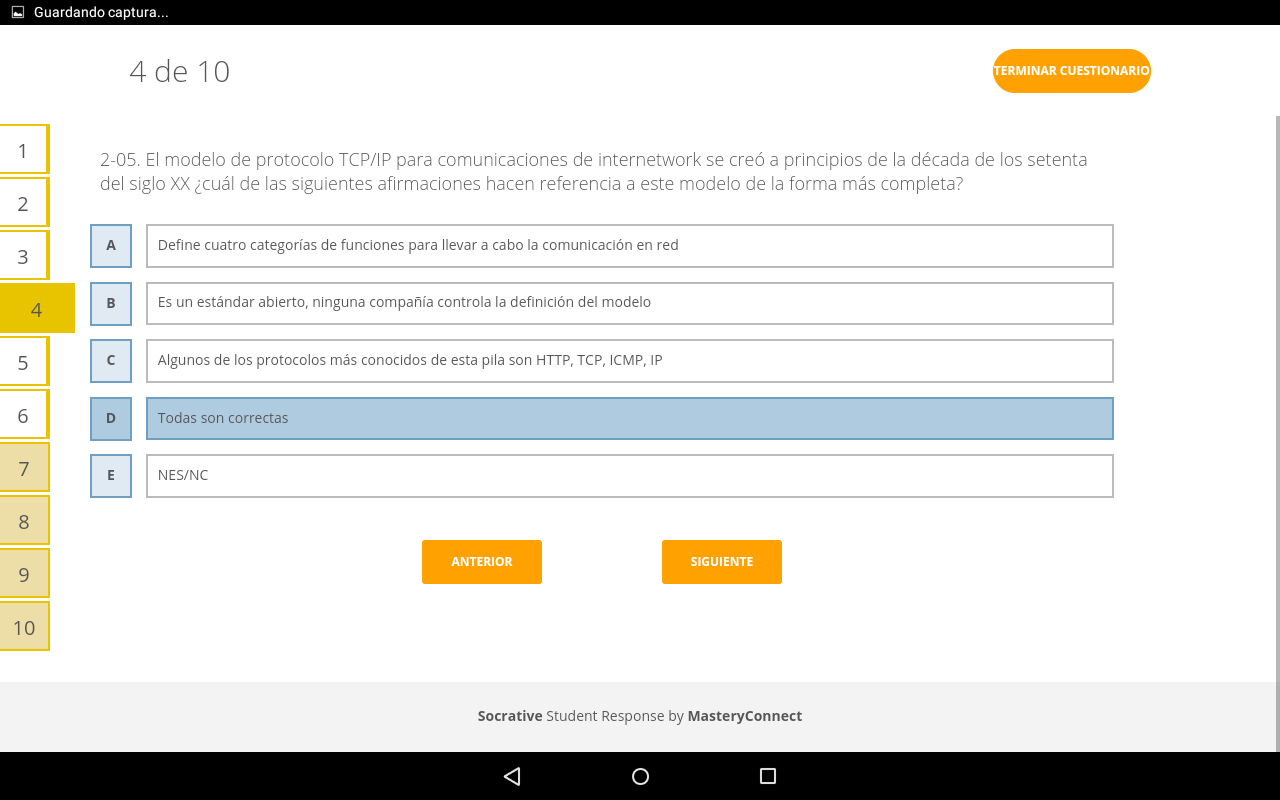 Guardando captura...
4 de 10
TERMINAR CUESTIONARIO
1
2
3
4
5
6
7
8
9
10
2-05. El modelo de protocolo TCP/IP para comunicaciones de internetwork se creó a principios de la década de los setenta
del siglo XX ¿cuál de las siguientes afirmaciones hacen referencia a este modelo de la forma más completa?
A Define cuatro categorías de funciones para llevar a cabo la comunicación en red
B Es un estándar abierto, ninguna compañía controla la definición del modelo
C Algunos de los protocolos más conocidos de esta pila son HTTP, TCP, ICMP, IP
D Todas son correctas
E NES/NC
ANTERIOR SIGUIENTE
Socrative Student Response by MasteryConnect